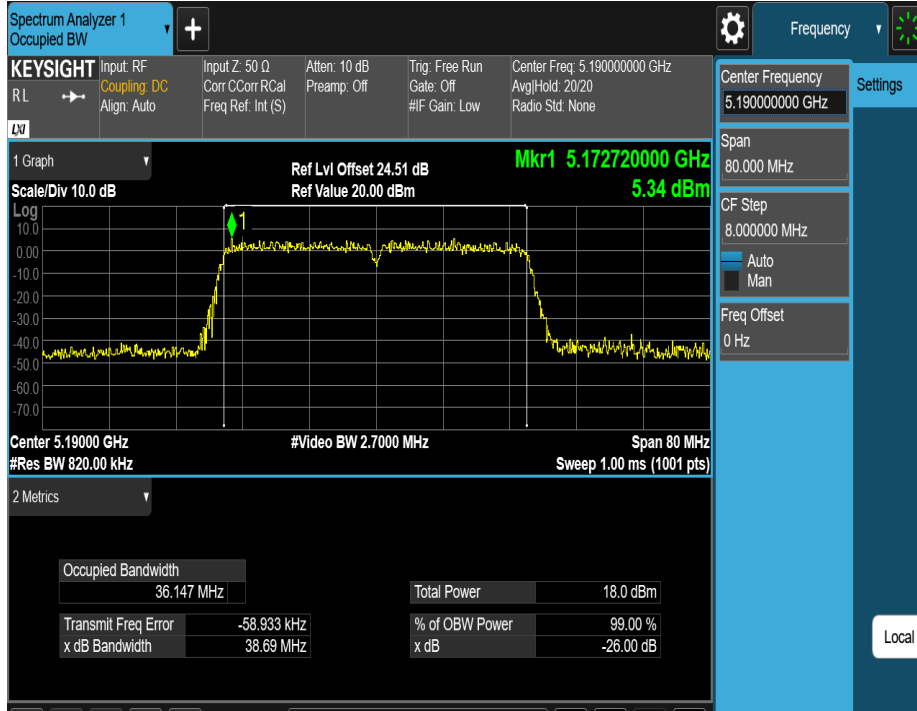 Spectrum Analyzer 1
Occupied BW
+
Frequency
KEYSIGHT
R L
LXI
Input: RF
Coupling: DC
Align: Auto
Input Z: 50 Ω
Corr CCorr RCal
Freq Ref: Int (S)
Atten: 10 dB
Preamp: Off
Trig: Free Run
Gate: Off
#IF Gain: Low
Center Freq: 5.190000000 GHz
Avg|Hold: 20/20
Radio Std: None
1 Graph
Scale/Div 10.0 dB
Ref Lvl Offset 24.51 dB
Ref Value 20.00 dBm
Mkr1 5.172720000 GHz
5.34 dBm
Log
10.0
0.00
-10.0
-20.0
-30.0
-40.0
-50.0
-60.0
-70.0
1
Center 5.19000 GHz
#Res BW 820.00 kHz
#Video BW 2.7000 MHz
Span 80 MHz
Sweep 1.00 ms (1001 pts)
2 Metrics
Occupied Bandwidth
36.147 MHz
Transmit Freq Error -58.933 kHz
x dB Bandwidth 38.69 MHz
Total Power 18.0 dBm
% of OBW Power 99.00 %
x dB -26.00 dB
Center Frequency
5.190000000 GHz
Span
80.000 MHz
CF Step
8.000000 MHz
Auto
Man
Freq Offset
0 Hz
Settings
Local